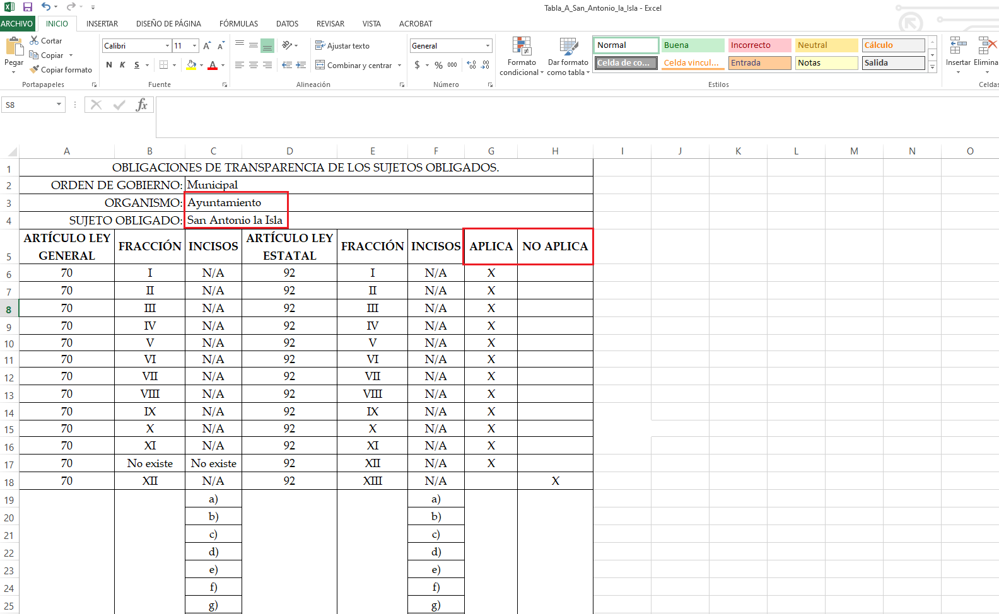 Tabla_A_San_Antonio_la_Isla - Excel
ARCHIVO INICIO INSERTAR DISEÑO DE PÁGINA FÓRMULAS DATOS REVISAR VISTA ACROBAT
Pegar
Cortar
Copiar
Copiar formato
Portapapeles
Calibri 11
N K S
Fuente
Ajustar texto
Combinar y centrar
Alineación
General
$ % 000
Número
Formato condicional
Dar formato como tabla
Normal Buena Incorrecto Neutral Cálculo
Celda de co... Celda vincul... Entrada Notas Salida
Estilos
Insertar Elimina
Celdas
S8 fx
A B C D E F G H I J K L M N O
1 OBLIGACIONES DE TRANSPARENCIA DE LOS SUJETOS OBLIGADOS.
2 ORDEN DE GOBIERNO: Municipal
3 ORGANISMO: Ayuntamiento
4 SUJETO OBLIGADO: San Antonio la Isla
5 ARTÍCULO LEY GENERAL FRACCIÓN INCISOS ARTÍCULO LEY ESTATAL FRACCIÓN INCISOS APLICA NO APLICA
6 70 I N/A 92 I N/A X
7 70 II N/A 92 II N/A X
8 70 III N/A 92 III N/A X
9 70 IV N/A 92 IV N/A X
10 70 V N/A 92 V N/A X
11 70 VI N/A 92 VI N/A X
12 70 VII N/A 92 VII N/A X
13 70 VIII N/A 92 VIII N/A X
14 70 IX N/A 92 IX N/A X
15 70 X N/A 92 X N/A X
16 70 XI N/A 92 XI N/A X
17 70 No existe No existe 92 XII N/A X
18 70 XII N/A 92 XIII N/A X
19 a) a)
20 b) b)
21 c) c)
22 d) d)
23 e) e)
24 f) f)
25 g) g)